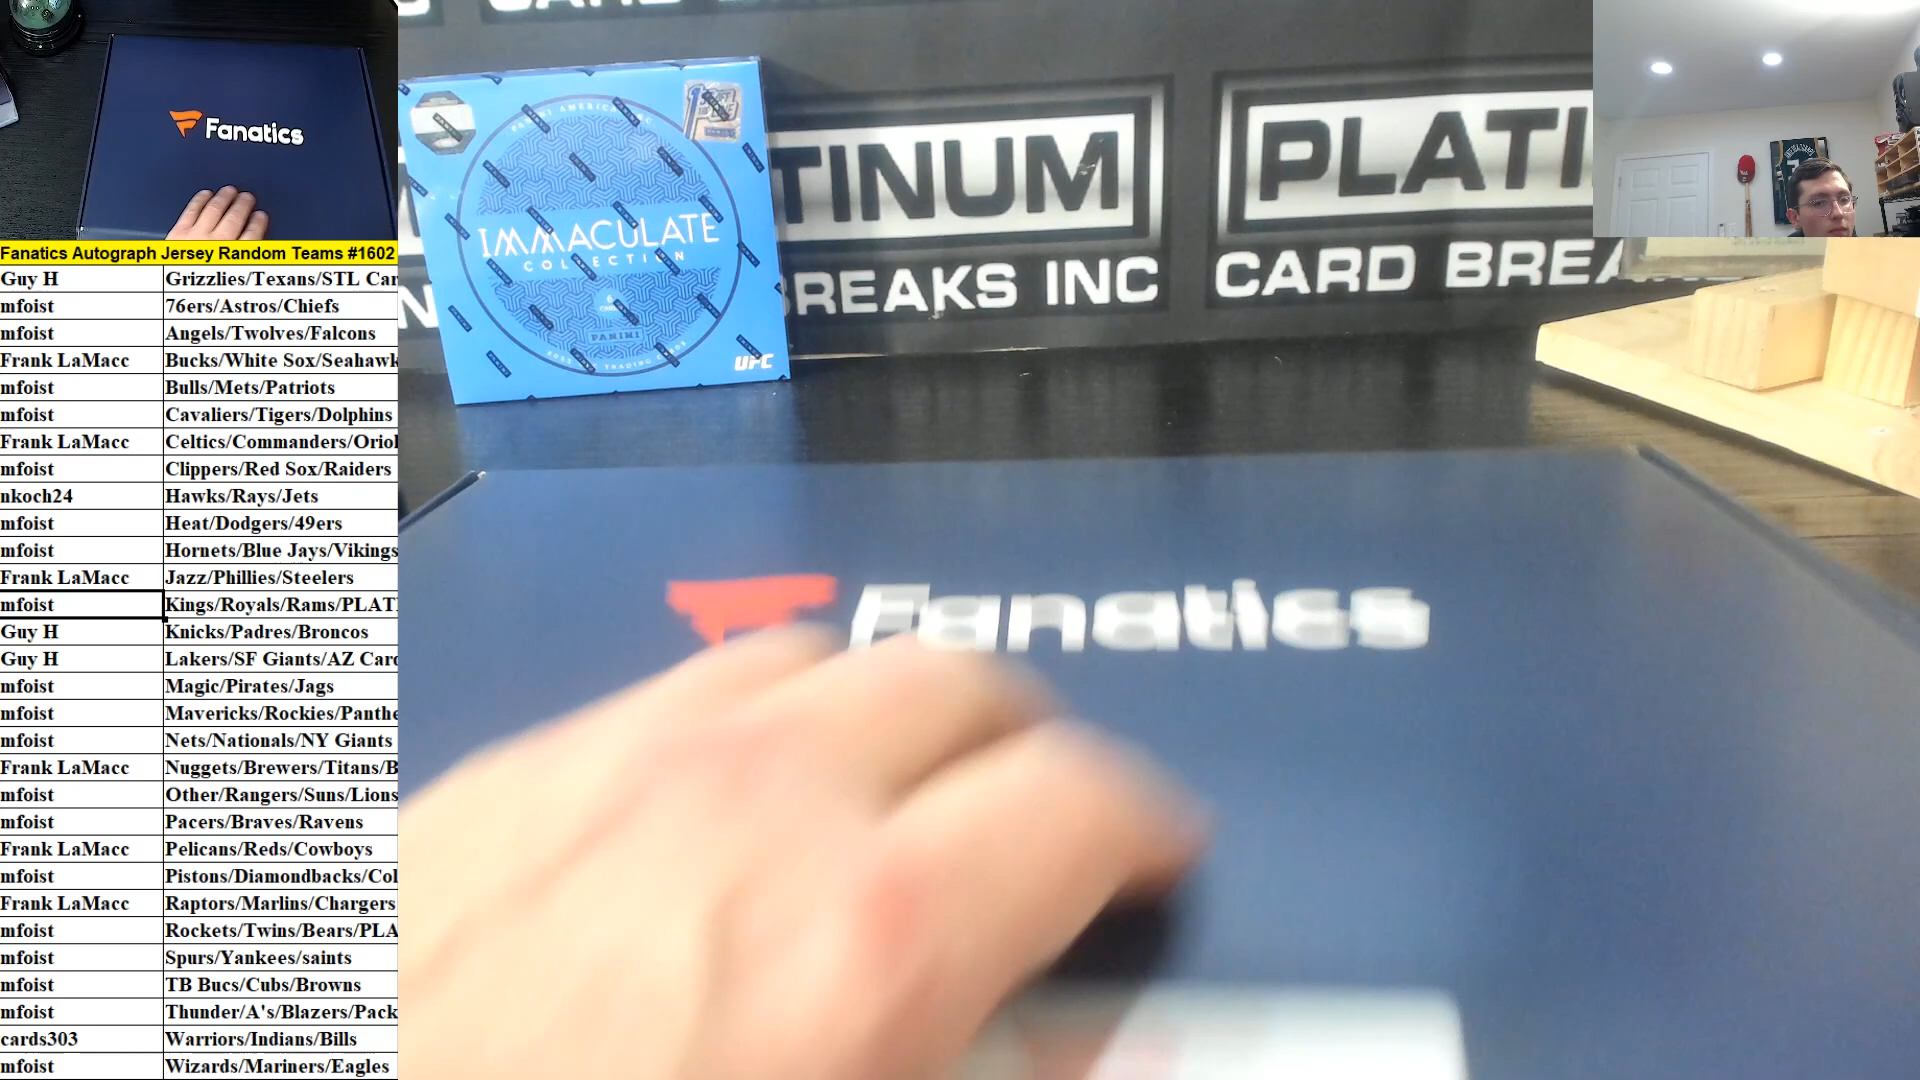 Fanatics
Fanatics Autograph Jersey Random Teams #1602
Guy H Grizzlies/Texans/STL Car
mfoist 76ers/Astros/Chiefs
mfoist Angels/Twolves/Falcons
Frank LaMacc Bucks/White Sox/Seahawk
mfoist Bulls/Mets/Patriots
mfoist Cavaliers/Tigers/Dolphins
Frank LaMacc Celtics/Commanders/Oriol
mfoist Clippers/Red Sox/Raiders
nkoch24 Hawks/Rays/Jets
mfoist Heat/Dodgers/49ers
mfoist Hornets/Blue Jays/Vikings
Frank LaMacc Jazz/Phillies/Steelers
mfoist Kings/Royals/Rams/PLAT
Guy H Knicks/Padres/Broncos
Guy H Lakers/SF Giants/AZ Card
mfoist Magic/Pirates/Jags
mfoist Mavericks/Rockies/Panthe
mfoist Nets/Nationals/NY Giants
Frank LaMacc Nuggets/Brewers/Titans/B
mfoist Other/Rangers/Suns/Lions
mfoist Pacers/Braves/Ravens
Frank LaMacc Pelicans/Reds/Cowboys
mfoist Pistons/Diamondbacks/Col
Frank LaMacc Raptors/Marlins/Chargers
mfoist Rockets/Twins/Bears/PLA
mfoist Spurs/Yankees/saints
mfoist TB Bucs/Cubs/Browns
mfoist Thunder/A's/Blazers/Pack
cards303 Warriors/Indians/Bills
mfoist Wizards/Mariners/Eagles
IMMACULATE
COLLECTION
PANINI
UFC
TINUM
BREAKS INC
PLATI
CARD BREA
Fanatics